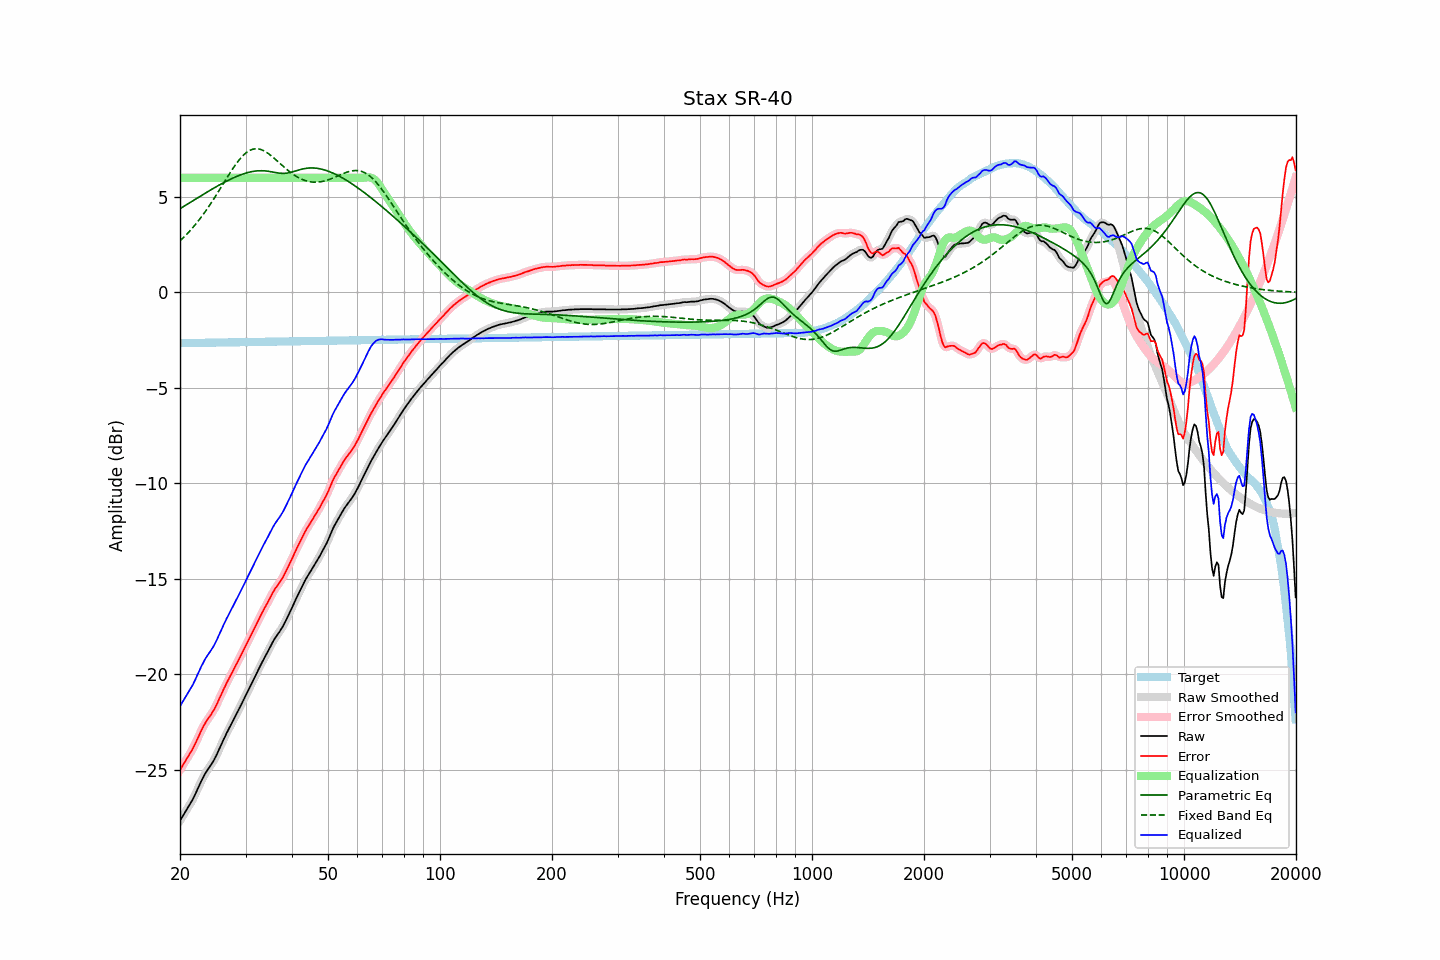 Stax SR-40
Amplitude (dBr)
5
0
−5
−10
−15
−20
−25
20
50
100
200
500
1000
2000
5000
10000
20000
Frequency (Hz)
Target
Raw Smoothed
Error Smoothed
Raw
Error
Equalization
Parametric Eq
Fixed Band Eq
Equalized